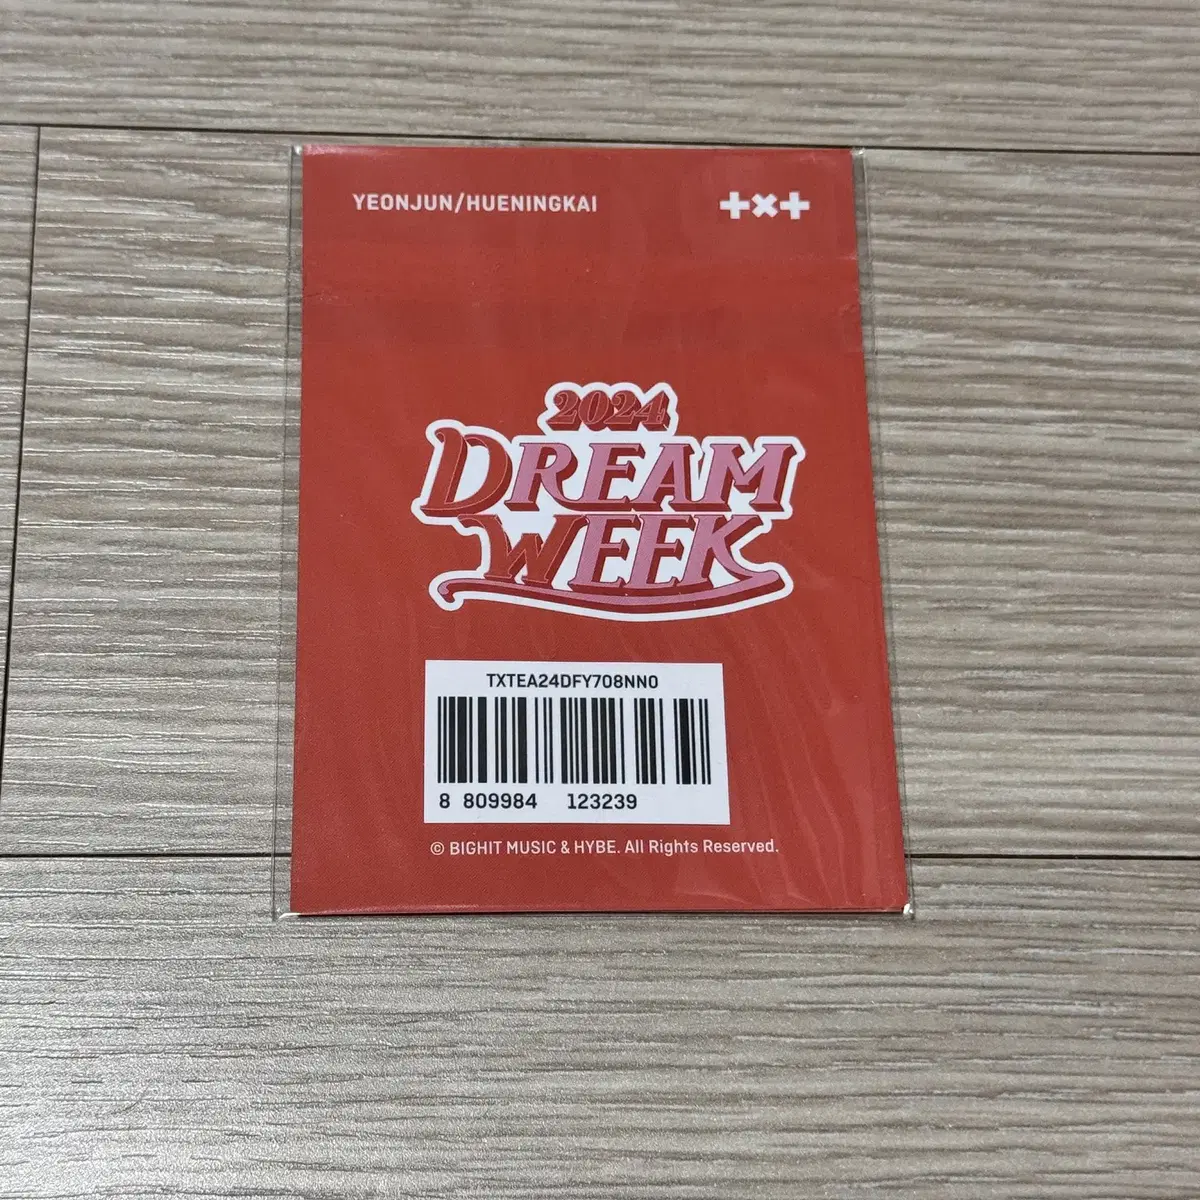 YEONJUN/HUENINGKAI
+×+
2024
DREAM
WEEK
TXTEA24DFY708NN0
8 809984 123239
© BIGHIT MUSIC & HYBE. All Rights Reserved.